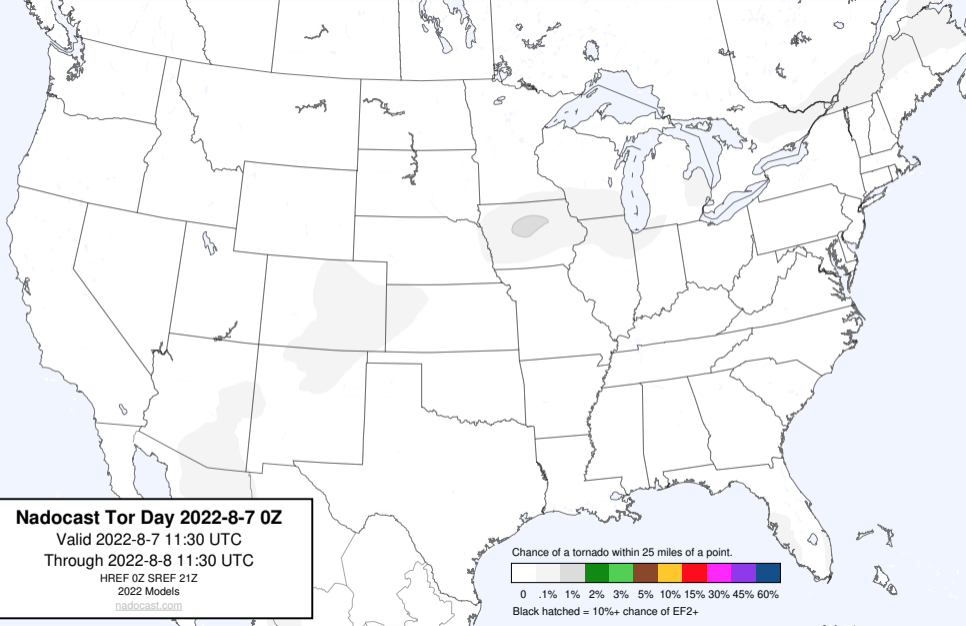 Nadocast Tor Day 2022-8-7 0Z
Valid 2022-8-7 11:30 UTC
Through 2022-8-8 11:30 UTC
HREF 0Z SREF 21Z
2022 Models
nadocast.com
Chance of a tornado within 25 miles of a point.
0 .1% 1% 2% 3% 5% 10% 15% 30% 45% 60%
Black hatched = 10%+ chance of EF2+